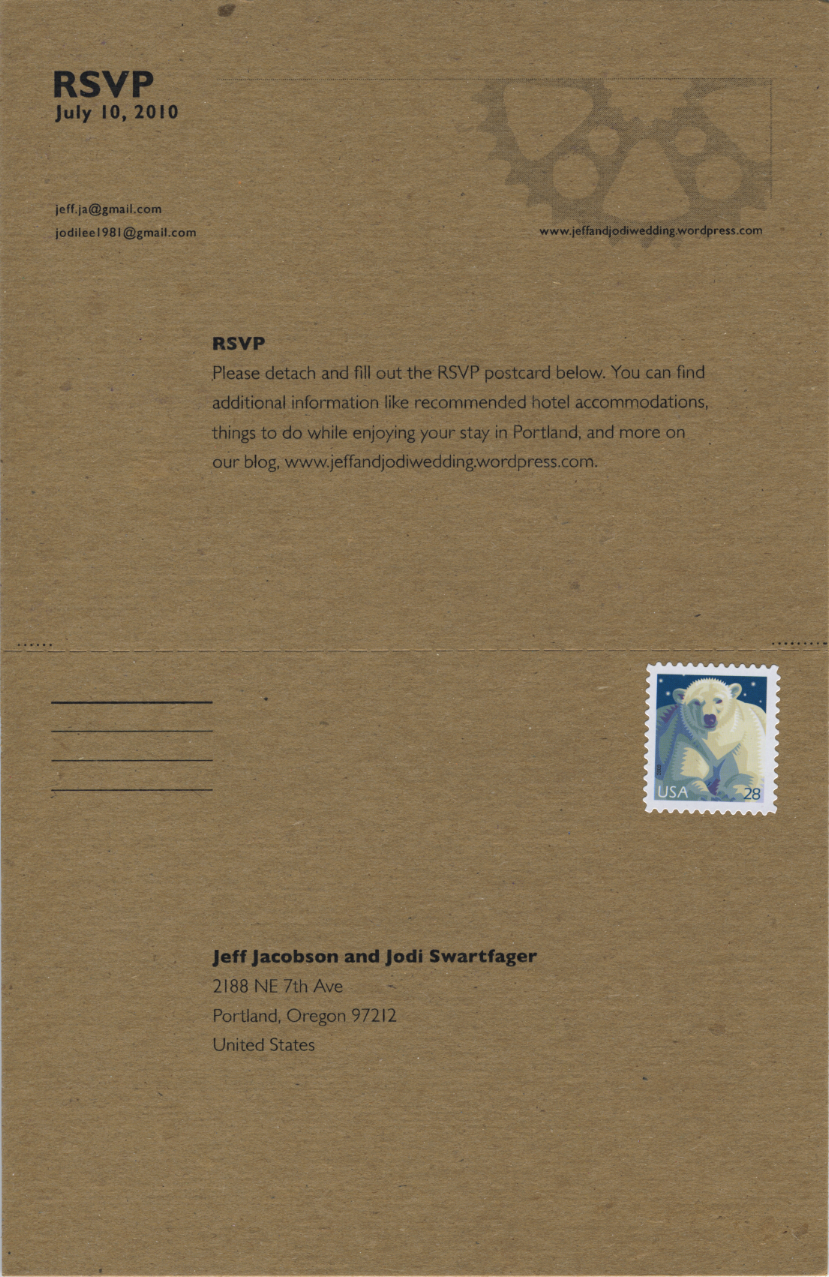 RSVP
July 10, 2010
jeff.ja@gmail.com
jodilee1981@gmail.com
www.jeffandjodiwedding.wordpress.com
RSVP
Please detach and fill out the RSVP postcard below. You can find
additional information like recommended hotel accommodations,
things to do while enjoying your stay in Portland, and more on
our blog, www.jeffandjodiwedding.wordpress.com.
USA 28
Jeff Jacobson and Jodi Swartfager
2188 NE 7th Ave
Portland, Oregon 97212
United States